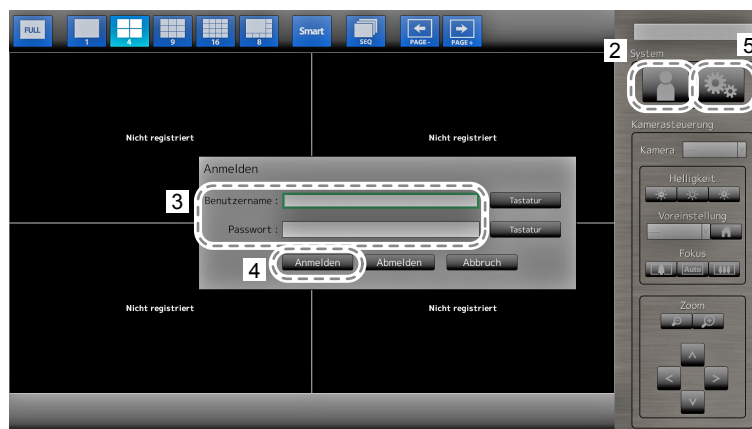 FULL
1
4
9
16
8
Smart
SEQ
PAGE-
PAGE+
2
5
System
Nicht registriert
Nicht registriert
Kamerasteuerung
Kamera
Anmelden
3
Benutzername :
Tastatur
Passwort :
Tastatur
4
Anmelden
Abmelden
Abbruch
Helligkeit
Voreinstellung
---
Fokus
Auto
Nicht registriert
Nicht registriert
Zoom